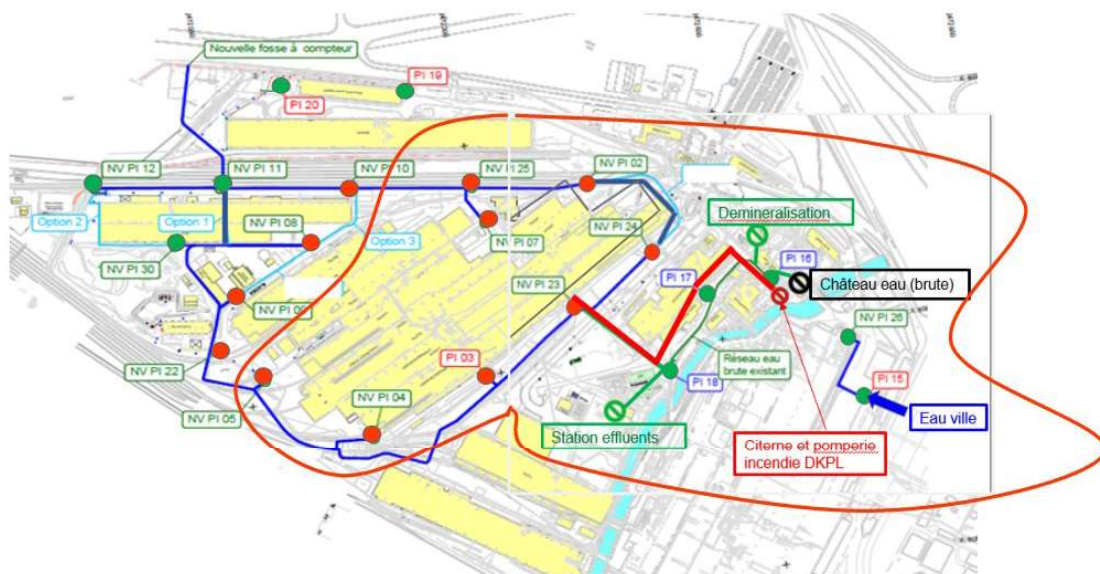 Nouvelle fosse à compteur
PI 19
PI 20
NV PI 12
NV PI 11
NV PI 10
NV PI 25
NV PI 02
Option 2
Option 1
NV PI 08
Option 3
NV PI 07
NV PI 24
Demineralisation
PI 16
NV PI 30
NV PI 23
PI 17
Château eau (brute)
NV PI 09
NV PI 26
NV PI 22
PI 03
Réseau eau
brute existant
PI 15
NV PI 05
NV PI 04
PI 18
Eau ville
Station effluents
Citerne et pomperie
incendie DKPL